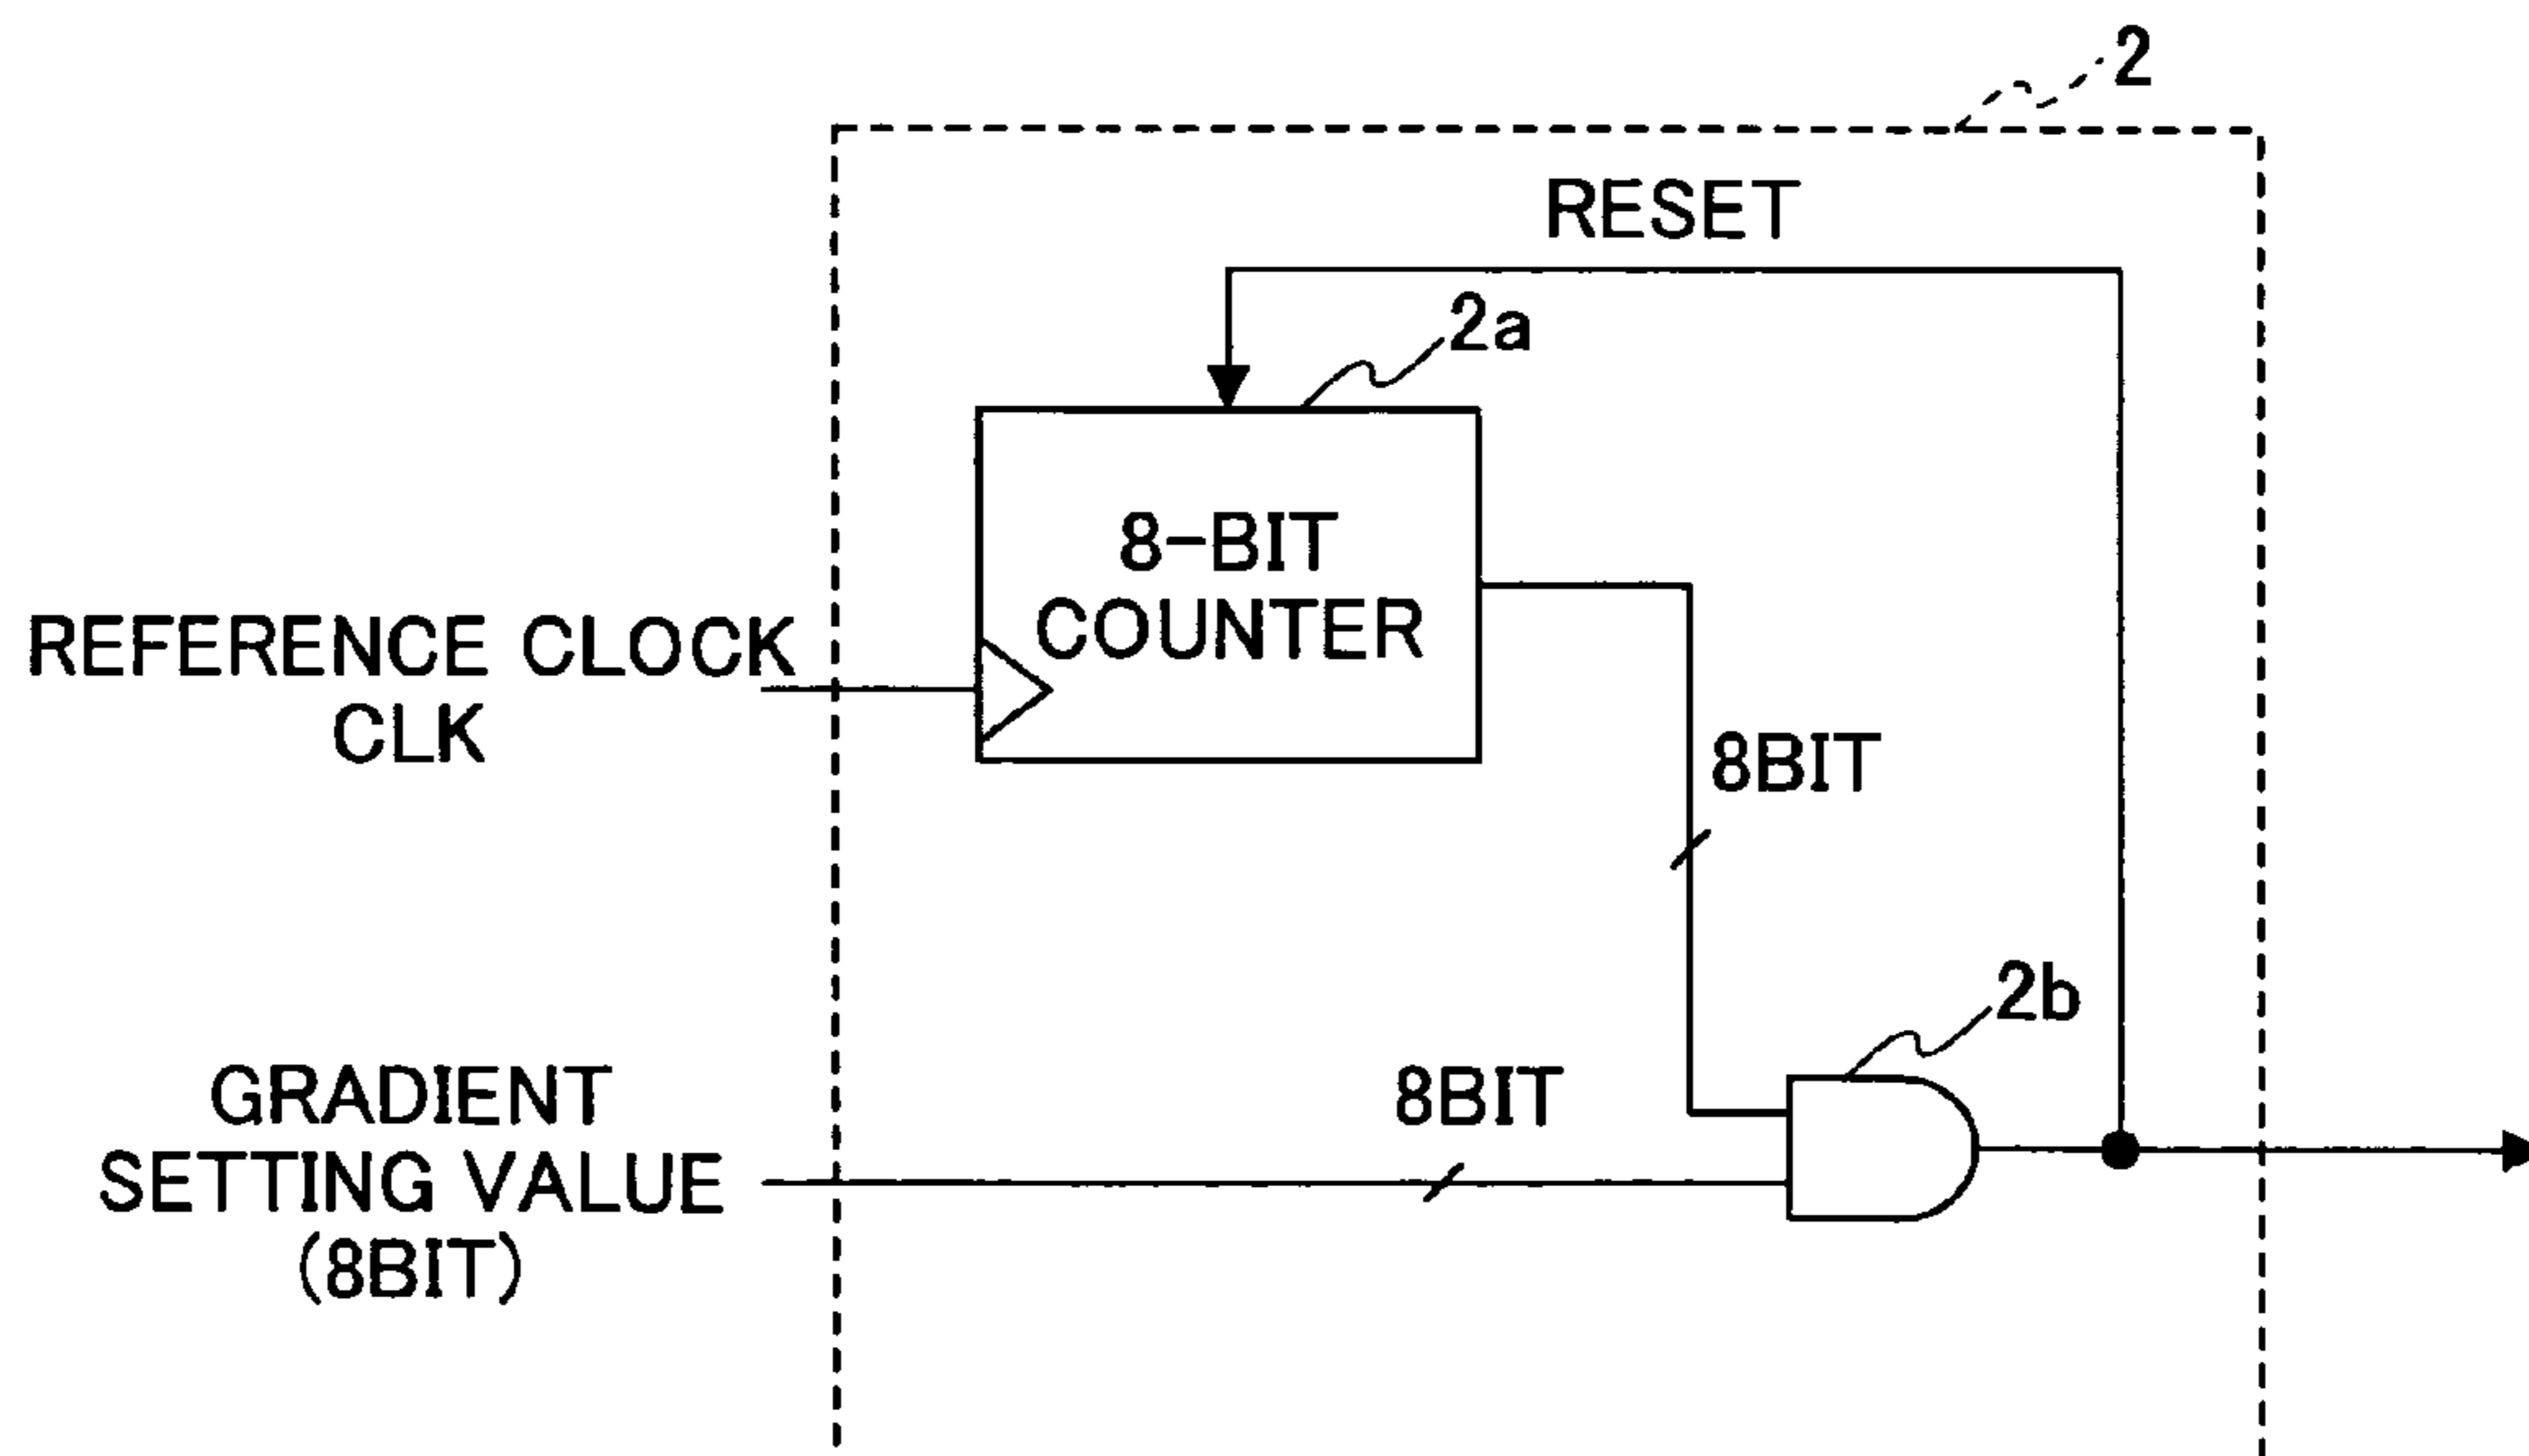 2
RESET
2a
8-BIT
COUNTER
REFERENCE CLOCK
CLK
8BIT
2b
8BIT
GRADIENT
SETTING VALUE
(8BIT)